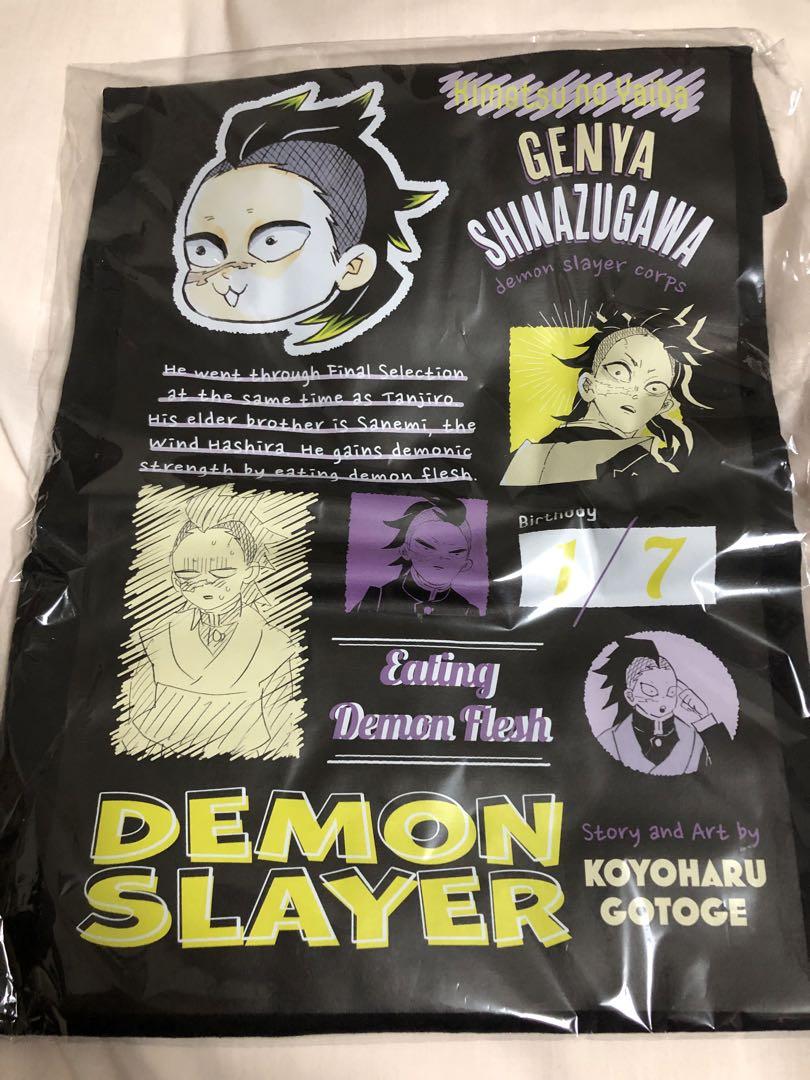 Kimetsu no Yaiba
GENYA
SHINAZUGAWA
demon slayer corps
He went through Final Selection
at the same time as Tanjiro.
His elder brother is Sanemi, the
Wind Hashira. He gains demonic
strength by eating demon flesh.
Birthday
1/7
Eating
Demon Flesh
DEMON
SLAYER
Story and Art by
KOYOHARU
GOTOGE